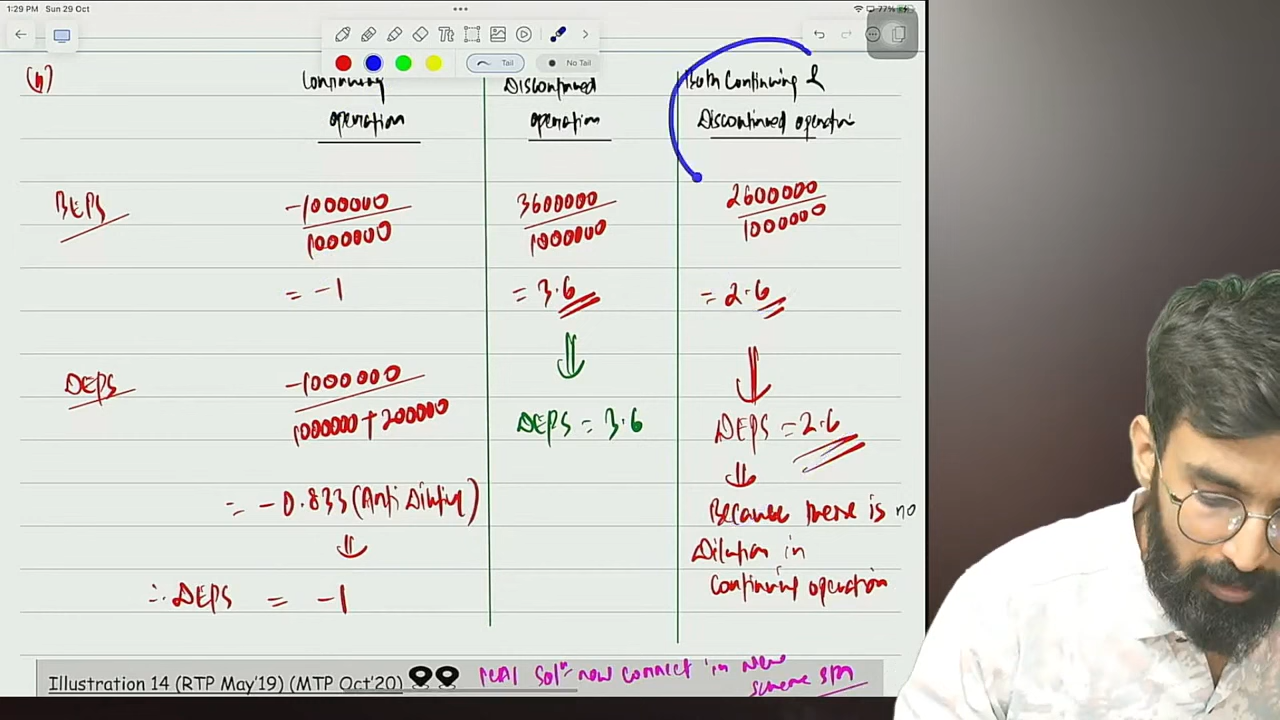 1:29 PM Sun 29 Oct
77%
Tail
No Tail
Continuing operation
Discontinued operation
Both Continuing & Discontinued operation
BEPS
-1000000
1000000
= -1
3600000
1000000
= 3.6
2600000
1000000
= 2.6
DEPS
-1000000
1000000 + 200000
= -0.833 (Anti Dilutive)
∴ DEPS = -1
DEPS = 3.6
DEPS = 2.6
Because there is no
Dilution in
Continuing operation
Illustration 14 (RTP May'19) (MTP Oct'20)
Solⁿ now correct in New
scheme SM